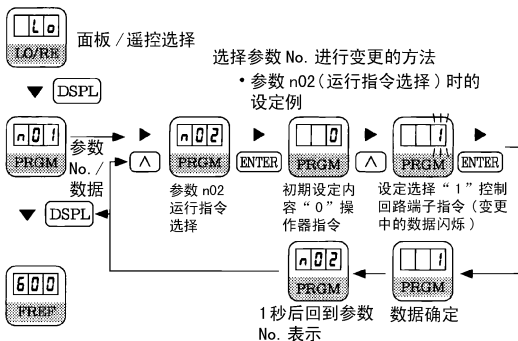 Lo
LO/RE
面板/遥控选择
DSPL
选择参数 No. 进行变更的方法
• 参数 n02(运行指令选择)时的
设定例
n01
PRGM
参数
No./
数据
∧
n02
PRGM
ENTER
0
PRGM
∧
1
PRGM
ENTER
参数 n02
运行指令
选择
初期设定内
容“0”操
作器指令
设定选择“1”控制
回路端子指令(变更
中的数据闪烁)
DSPL
600
FREF
n02
PRGM
1
PRGM
1秒后回到参数
No. 表示
数据确定